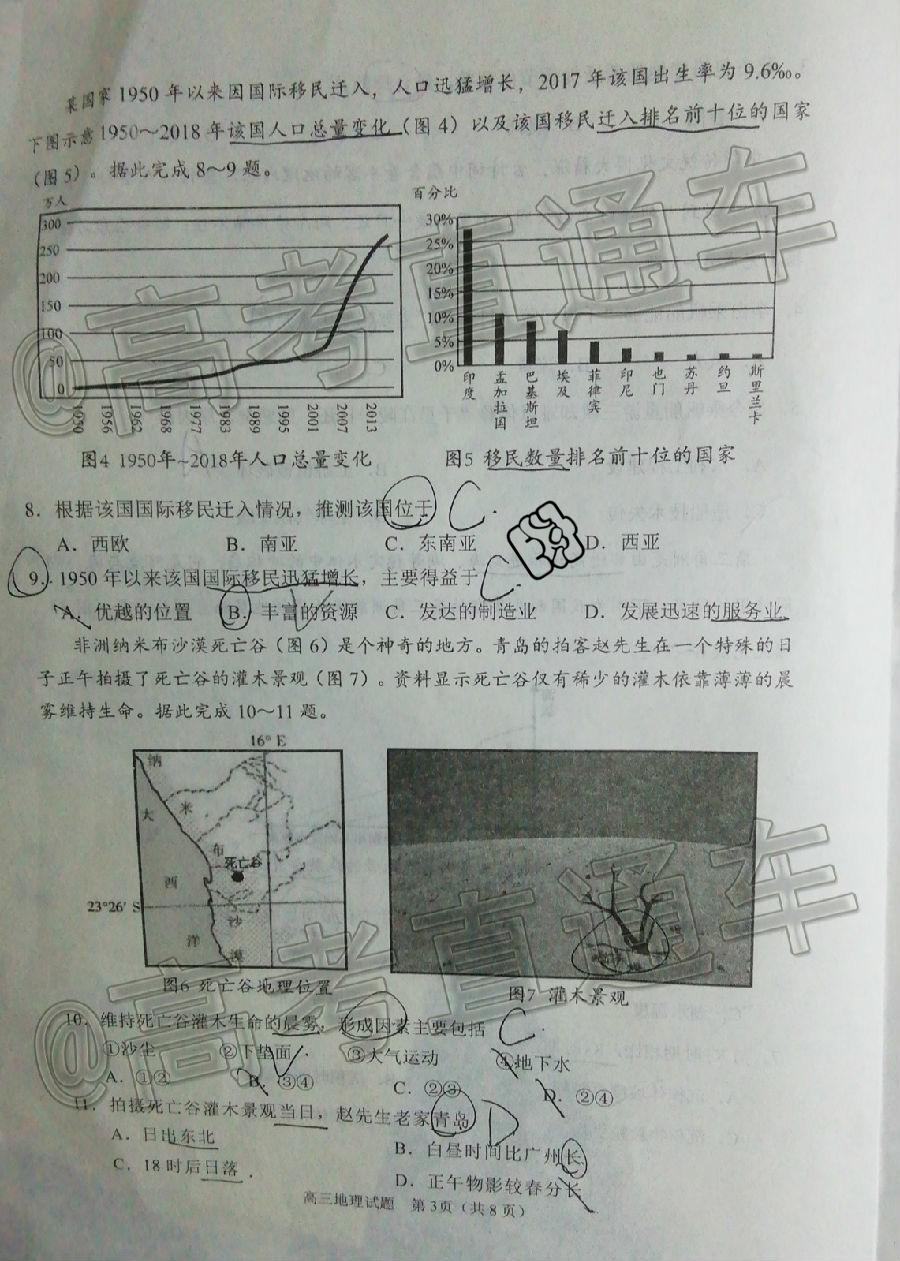 某国家1950年以来因国际移民迁入，人口迅猛增长，2017年该国出生率为9.6‰。
下图示意1950～2018年该国人口总量变化（图4）以及该国移民迁入排名前十位的国家
（图5）。据此完成8～9题。
万人
300
250
200
150
100
50
0
1950
1956
1962
1968
1977
1983
1989
1995
2001
2007
2013
图4 1950年~2018年人口总量变化
百分比
30%
25%
20%
15%
10%
5%
0%
印度
孟加拉国
巴基斯坦
埃及
菲律宾
印尼
也门
苏丹
约旦
斯里兰卡
图5 移民数量排名前十位的国家
8. 根据该国国际移民迁入情况，推测该国位于 C .
A. 西欧 B. 南亚 C. 东南亚 D. 西亚
9. 1950年以来该国国际移民迅猛增长，主要得益于 C .
A. 优越的位置 B. 丰富的资源 C. 发达的制造业 D. 发展迅速的服务业
非洲纳米布沙漠死亡谷（图6）是个神奇的地方。青岛的拍客赵先生在一个特殊的日
子正午拍摄了死亡谷的灌木景观（图7）。资料显示死亡谷仅有稀少的灌木依靠薄薄的晨
雾维持生命。据此完成10～11题。
16° E
纳
米
布
沙
漠
大
西
洋
死亡谷
23°26′ S
图6 死亡谷地理位置
图7 灌木景观
10. 维持死亡谷灌木生命的晨雾，形成因素主要包括 C
①沙尘 ②下垫面 ③大气运动 ④地下水
A. ①② B. ③④ C. ②③ D. ②④
11. 拍摄死亡谷灌木景观当日，赵先生老家青岛 D
A. 日出东北 B. 白昼时间比广州长
C. 18时后日落 . D. 正午物影较春分长
高三地理试题 第3页（共8页）
@高考直通车
@高考直通车